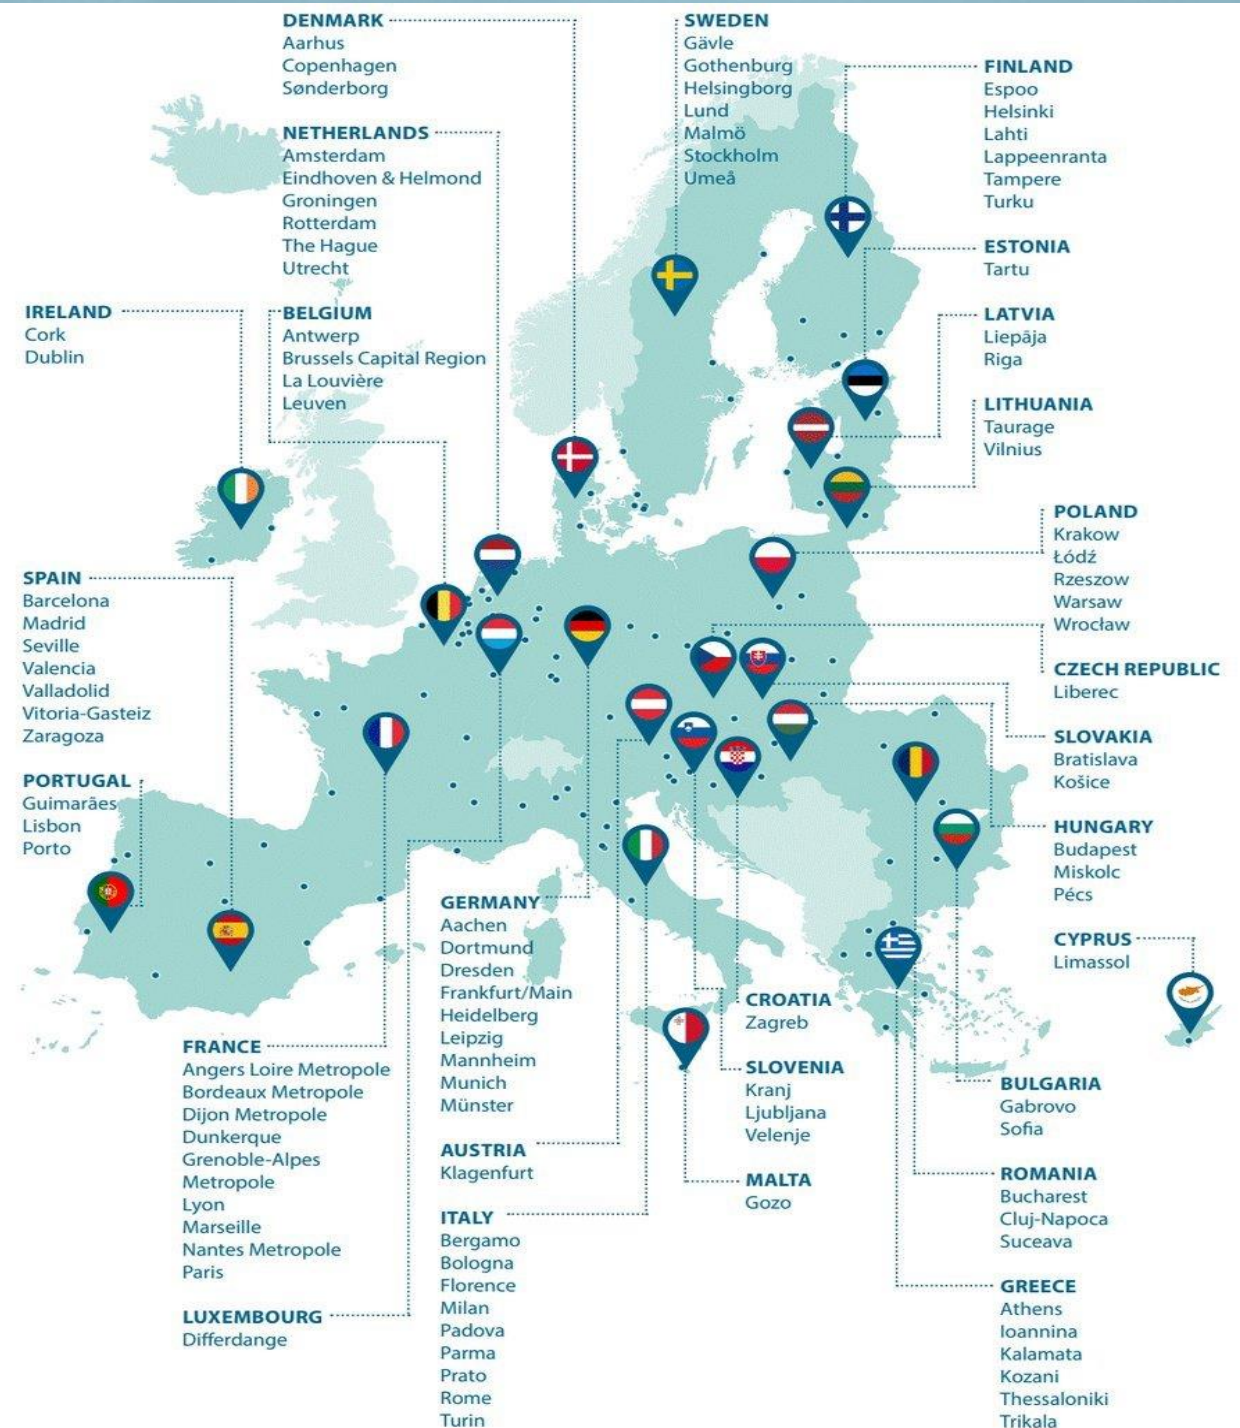 DENMARK
Aarhus
Copenhagen
Sønderborg
NETHERLANDS
Amsterdam
Eindhoven & Helmond
Groningen
Rotterdam
The Hague
Utrecht
SWEDEN
Gävle
Gothenburg
Helsingborg
Lund
Malmö
Stockholm
Umeå
FINLAND
Espoo
Helsinki
Lahti
Lappeenranta
Tampere
Turku
ESTONIA
Tartu
IRELAND
Cork
Dublin
BELGIUM
Antwerp
Brussels Capital Region
La Louvière
Leuven
LATVIA
Liepāja
Riga
LITHUANIA
Taurage
Vilnius
POLAND
Krakow
Łódź
Rzeszow
Warsaw
Wrocław
SPAIN
Barcelona
Madrid
Seville
Valencia
Valladolid
Vitoria-Gasteiz
Zaragoza
CZECH REPUBLIC
Liberec
SLOVAKIA
Bratislava
Košice
PORTUGAL
Guimarães
Lisbon
Porto
HUNGARY
Budapest
Miskolc
Pécs
CYPRUS
Limassol
GERMANY
Aachen
Dortmund
Dresden
Frankfurt/Main
Heidelberg
Leipzig
Mannheim
Munich
Münster
CROATIA
Zagreb
SLOVENIA
Kranj
Ljubljana
Velenje
MALTA
Gozo
FRANCE
Angers Loire Metropole
Bordeaux Metropole
Dijon Metropole
Dunkerque
Grenoble-Alpes
Metropole
Lyon
Marseille
Nantes Metropole
Paris
LUXEMBOURG
Differdange
AUSTRIA
Klagenfurt
ITALY
Bergamo
Bologna
Florence
Milan
Padova
Parma
Prato
Rome
Turin
BULGARIA
Gabrovo
Sofia
ROMANIA
Bucharest
Cluj-Napoca
Suceava
GREECE
Athens
Ioannina
Kalamata
Kozani
Thessaloniki
Trikala